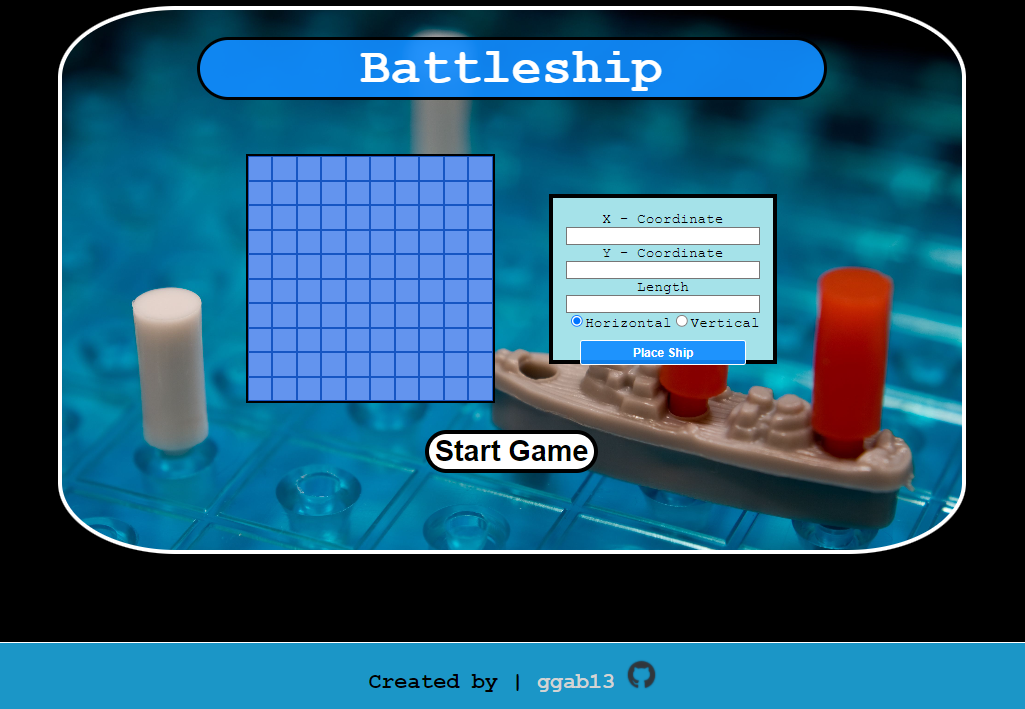 Battleship
X - Coordinate
Y - Coordinate
Length
Horizontal Vertical
Place Ship
Start Game
Created by | ggab13